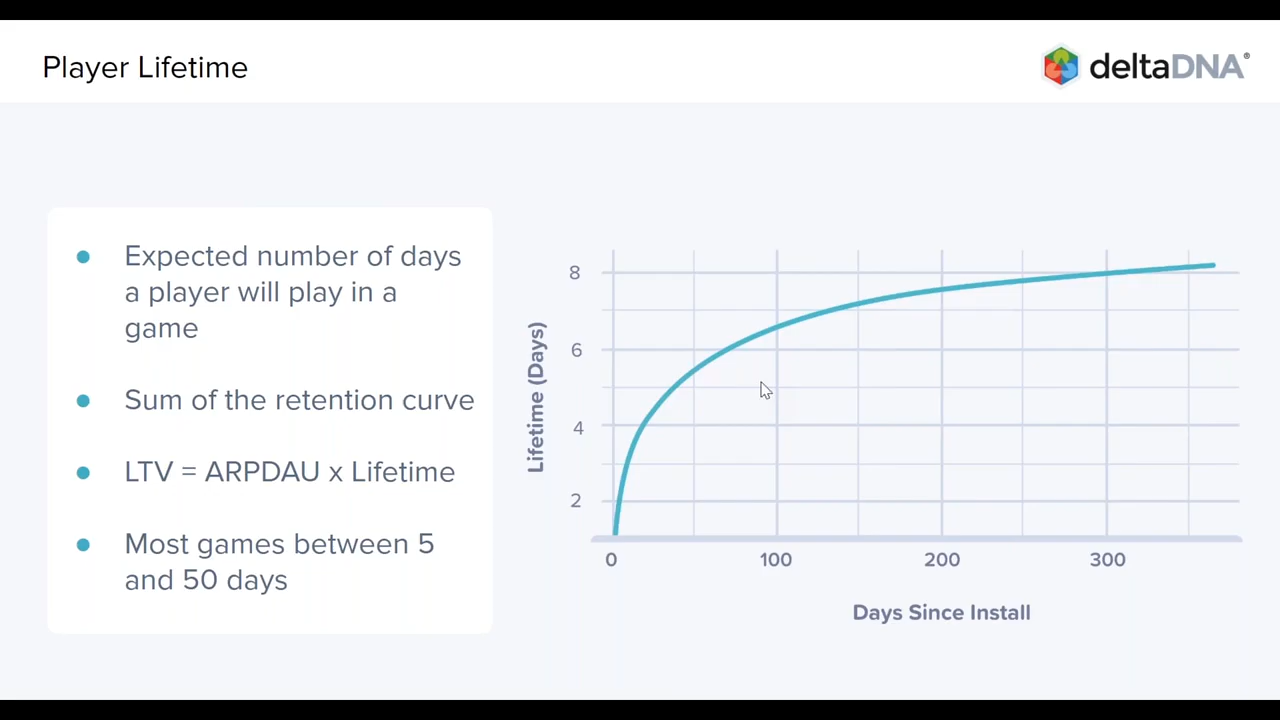 Player Lifetime
deltaDNA®
Expected number of days
a player will play in a
game
Sum of the retention curve
LTV = ARPDAU x Lifetime
Most games between 5
and 50 days
Lifetime (Days)
8
6
4
2
0 100 200 300
Days Since Install